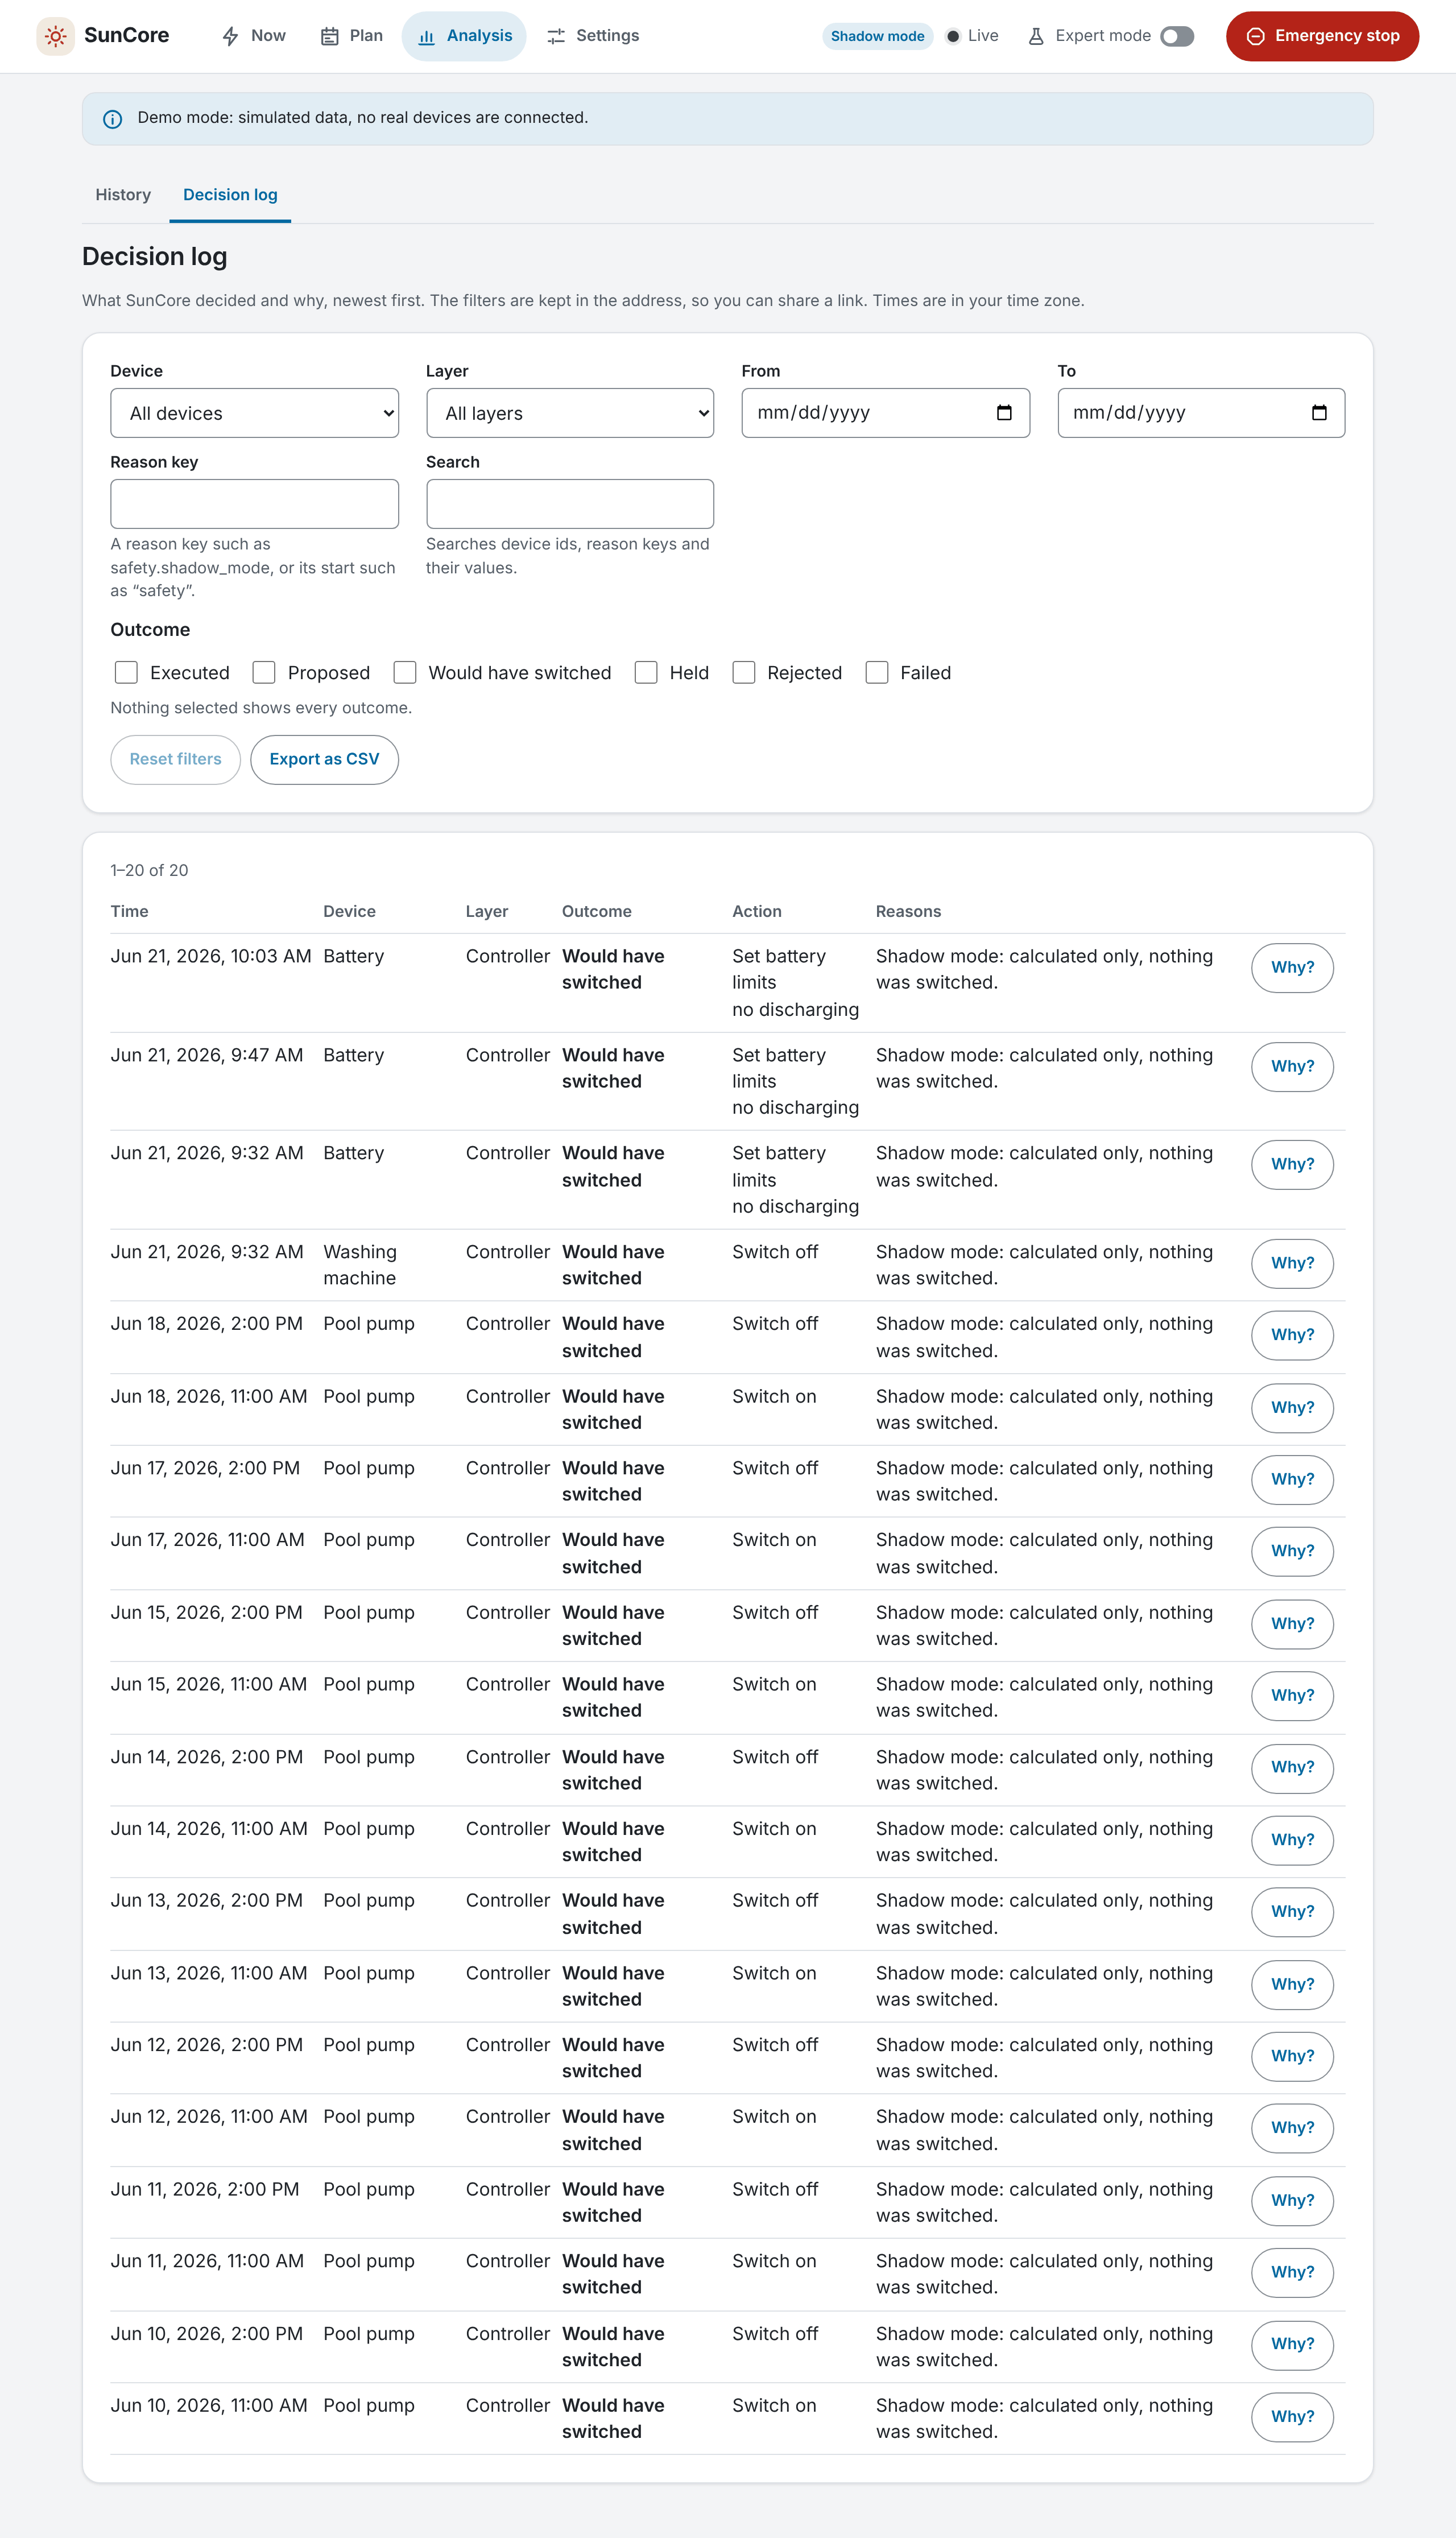 SunCore
Now
Plan
Analysis
Settings
Shadow mode
Live
Expert mode
Emergency stop
Demo mode: simulated data, no real devices are connected.
History
Decision log
Decision log
What SunCore decided and why, newest first. The filters are kept in the address, so you can share a link. Times are in your time zone.
Device
Layer
From
To
All devices
All layers
mm/dd/yyyy
mm/dd/yyyy
Reason key
Search
A reason key such as
safety.shadow_mode, or its start such
as “safety”.
Searches device ids, reason keys and
their values.
Outcome
Executed
Proposed
Would have switched
Held
Rejected
Failed
Nothing selected shows every outcome.
Reset filters
Export as CSV
1–20 of 20
Time Device Layer Outcome Action Reasons
Jun 21, 2026, 10:03 AM Battery Controller Would have Set battery Shadow mode: calculated only, nothing Why?
switched limits was switched.
no discharging
Jun 21, 2026, 9:47 AM Battery Controller Would have Set battery Shadow mode: calculated only, nothing Why?
switched limits was switched.
no discharging
Jun 21, 2026, 9:32 AM Battery Controller Would have Set battery Shadow mode: calculated only, nothing Why?
switched limits was switched.
no discharging
Jun 21, 2026, 9:32 AM Washing Controller Would have Switch off Shadow mode: calculated only, nothing Why?
machine switched was switched.
Jun 18, 2026, 2:00 PM Pool pump Controller Would have Switch off Shadow mode: calculated only, nothing Why?
switched was switched.
Jun 18, 2026, 11:00 AM Pool pump Controller Would have Switch on Shadow mode: calculated only, nothing Why?
switched was switched.
Jun 17, 2026, 2:00 PM Pool pump Controller Would have Switch off Shadow mode: calculated only, nothing Why?
switched was switched.
Jun 17, 2026, 11:00 AM Pool pump Controller Would have Switch on Shadow mode: calculated only, nothing Why?
switched was switched.
Jun 15, 2026, 2:00 PM Pool pump Controller Would have Switch off Shadow mode: calculated only, nothing Why?
switched was switched.
Jun 15, 2026, 11:00 AM Pool pump Controller Would have Switch on Shadow mode: calculated only, nothing Why?
switched was switched.
Jun 14, 2026, 2:00 PM Pool pump Controller Would have Switch off Shadow mode: calculated only, nothing Why?
switched was switched.
Jun 14, 2026, 11:00 AM Pool pump Controller Would have Switch on Shadow mode: calculated only, nothing Why?
switched was switched.
Jun 13, 2026, 2:00 PM Pool pump Controller Would have Switch off Shadow mode: calculated only, nothing Why?
switched was switched.
Jun 13, 2026, 11:00 AM Pool pump Controller Would have Switch on Shadow mode: calculated only, nothing Why?
switched was switched.
Jun 12, 2026, 2:00 PM Pool pump Controller Would have Switch off Shadow mode: calculated only, nothing Why?
switched was switched.
Jun 12, 2026, 11:00 AM Pool pump Controller Would have Switch on Shadow mode: calculated only, nothing Why?
switched was switched.
Jun 11, 2026, 2:00 PM Pool pump Controller Would have Switch off Shadow mode: calculated only, nothing Why?
switched was switched.
Jun 11, 2026, 11:00 AM Pool pump Controller Would have Switch on Shadow mode: calculated only, nothing Why?
switched was switched.
Jun 10, 2026, 2:00 PM Pool pump Controller Would have Switch off Shadow mode: calculated only, nothing Why?
switched was switched.
Jun 10, 2026, 11:00 AM Pool pump Controller Would have Switch on Shadow mode: calculated only, nothing Why?
switched was switched.